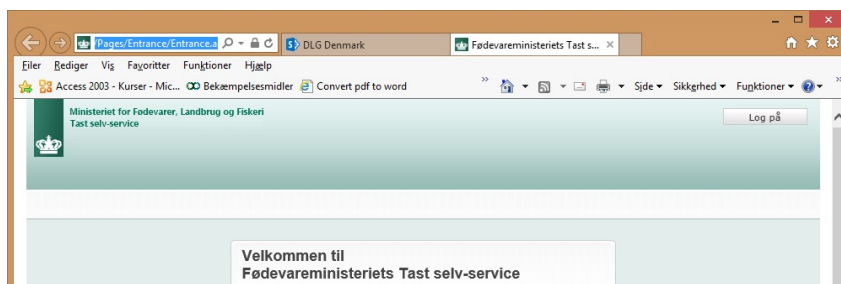 /Pages/Entrance/Entrance.a
DLG Denmark
Fødevareministeriets Tast s...
Filer Rediger Vis Favoritter Funktioner Hjælp
Access 2003 - Kurser - Mic... Bekæmpelsesmidler Convert pdf to word » Side ▾ Sikkerhed ▾ Funktioner ▾ »
Ministeriet for Fødevarer, Landbrug og Fiskeri
Tast selv-service
Log på
Velkommen til
Fødevareministeriets Tast selv-service